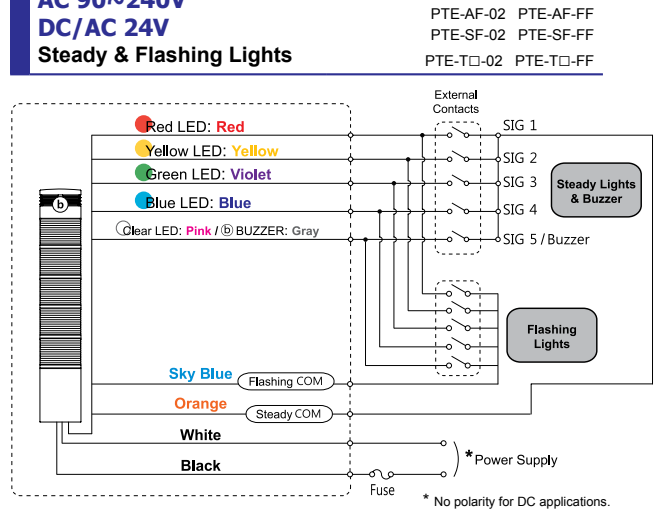 AC 90~240V
DC/AC 24V
Steady & Flashing Lights
PTE-AF-02 PTE-AF-FF
PTE-SF-02 PTE-SF-FF
PTE-T□-02 PTE-T□-FF
External
Contacts
Red LED: Red
SIG 1
Yellow LED: Yellow
SIG 2
Green LED: Violet
SIG 3
Blue LED: Blue
SIG 4
Clear LED: Pink / ⓑ BUZZER: Gray
SIG 5 / Buzzer
Steady Lights
& Buzzer
b
Flashing
Lights
Sky Blue
Flashing COM
Orange
Steady COM
White
Black
Fuse
* Power Supply
* No polarity for DC applications.